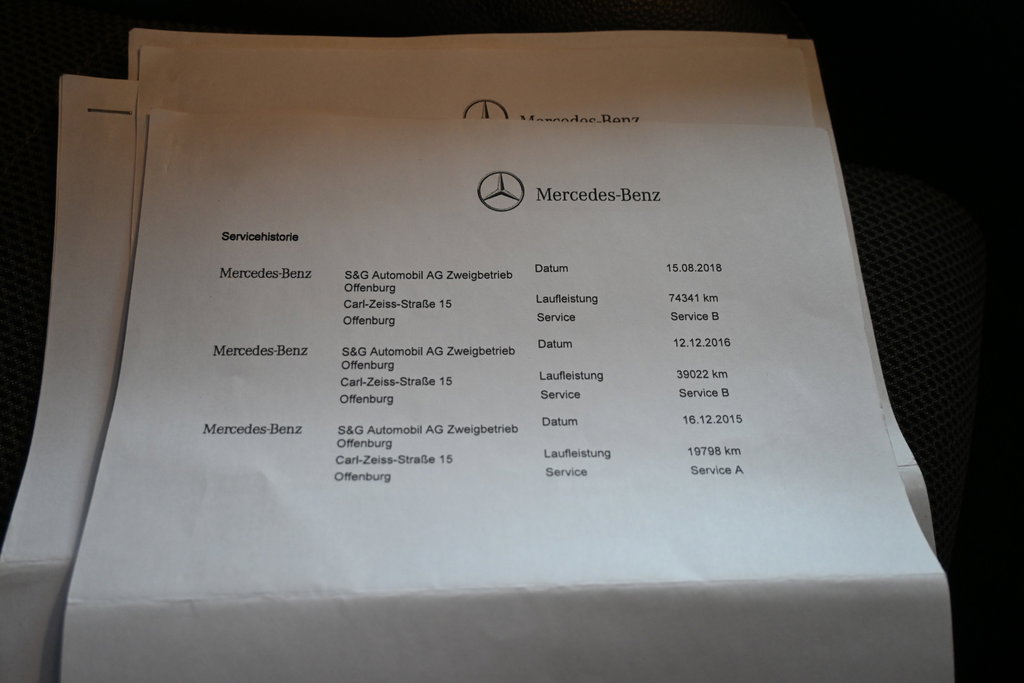 Mercedes-Benz
Mercedes-Benz
Servicehistorie
Mercedes-Benz S&G Automobil AG Zweigbetrieb Datum 15.08.2018
Offenburg
Carl-Zeiss-Straße 15 Laufleistung 74341 km
Offenburg Service Service B
Mercedes-Benz S&G Automobil AG Zweigbetrieb Datum 12.12.2016
Offenburg
Carl-Zeiss-Straße 15 Laufleistung 39022 km
Offenburg Service Service B
Mercedes-Benz S&G Automobil AG Zweigbetrieb Datum 16.12.2015
Offenburg
Carl-Zeiss-Straße 15 Laufleistung 19798 km
Offenburg Service Service A